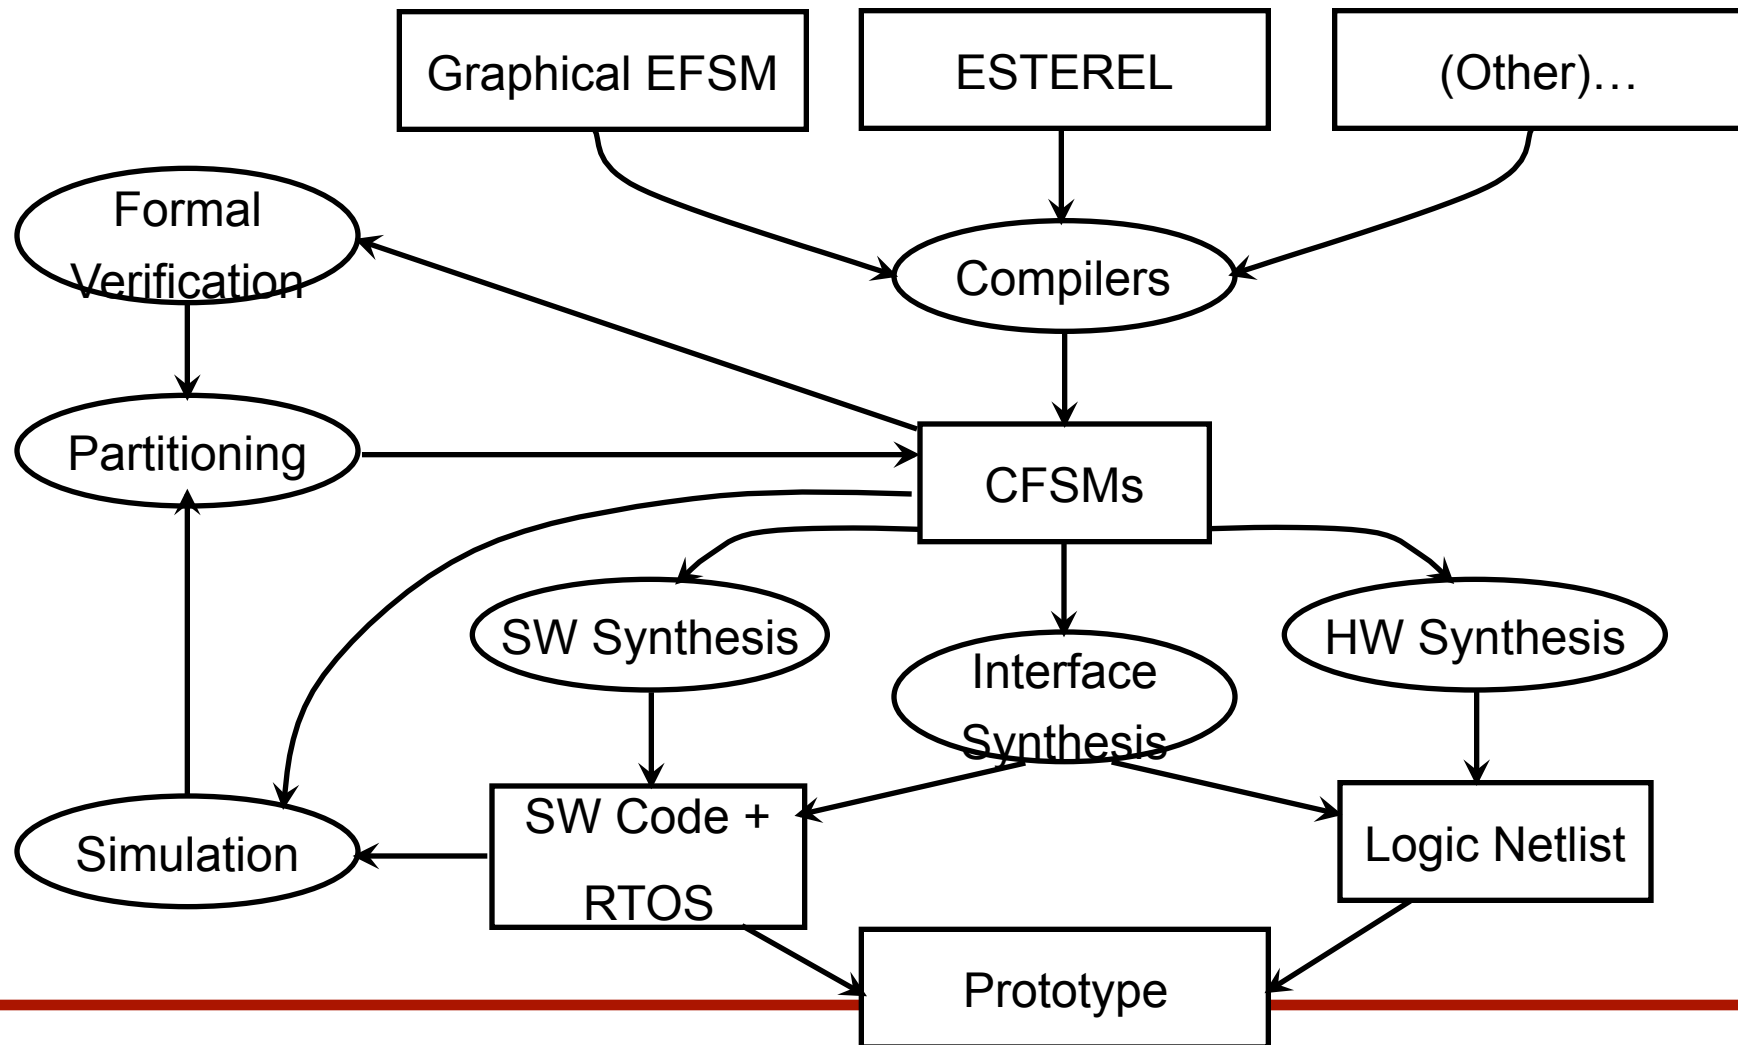 Graphical EFSM
ESTEREL
(Other)…
Formal
Verification
Compilers
Partitioning
CFSMs
SW Synthesis
Interface
Synthesis
HW Synthesis
Simulation
SW Code +
RTOS
Logic Netlist
Prototype